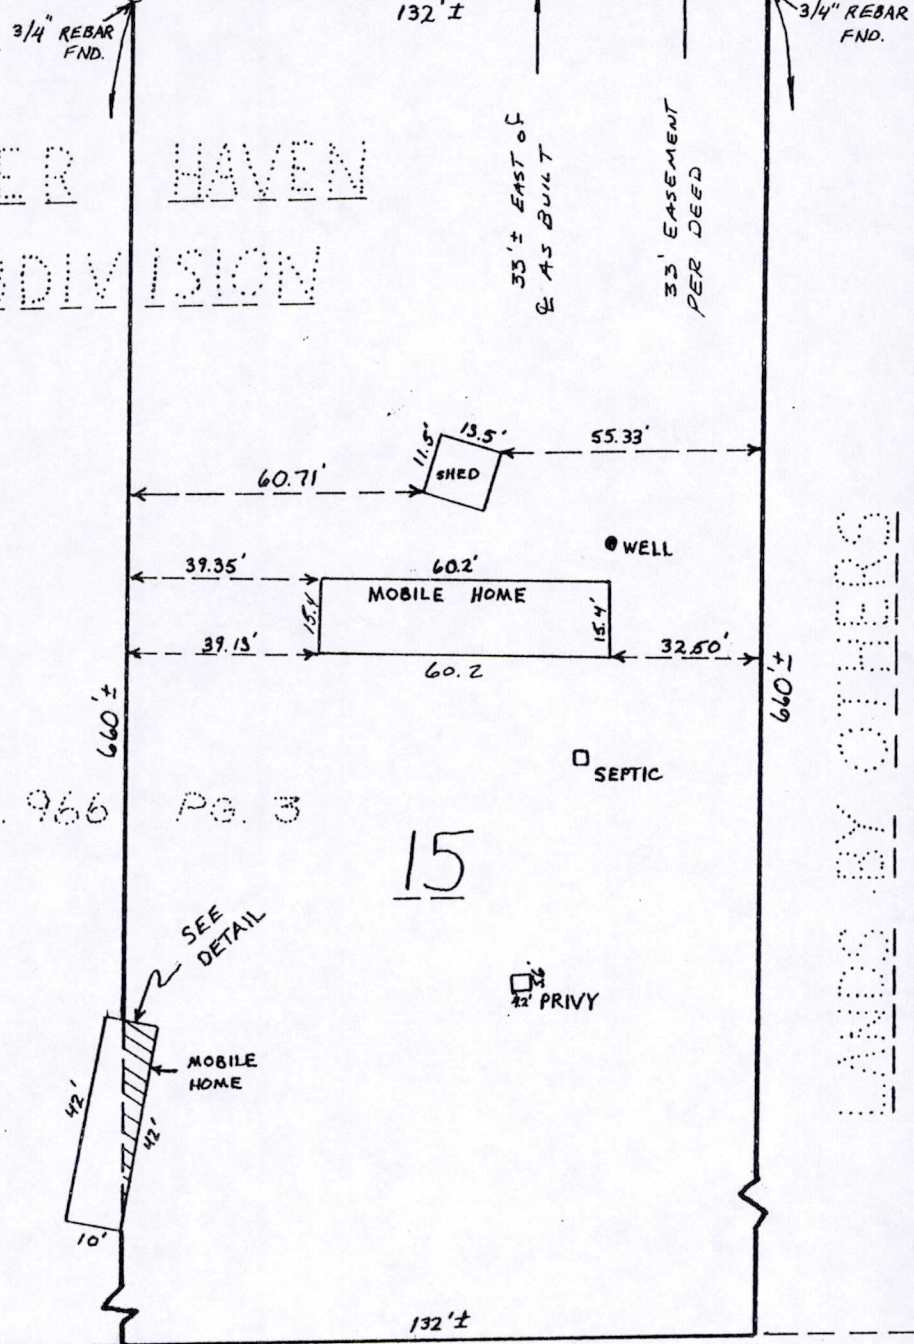 3/4" REBAR
FND.
132'±
3/4" REBAR
FND.
ER HAVEN
DIVISION
33'± EAST of
℄ AS BUILT
33' EASEMENT
PER DEED
11.5'
13.5'
SHED
55.33'
60.71'
WELL
39.35'
60.2'
MOBILE HOME
15.4'
15.4'
39.13'
60.2
32.50'
660'±
660'±
SEPTIC
LANDS BY OTHERS
966 PG. 3
15
SEE
DETAIL
PRIVY
MOBILE
HOME
42'
42'
10'
132'±